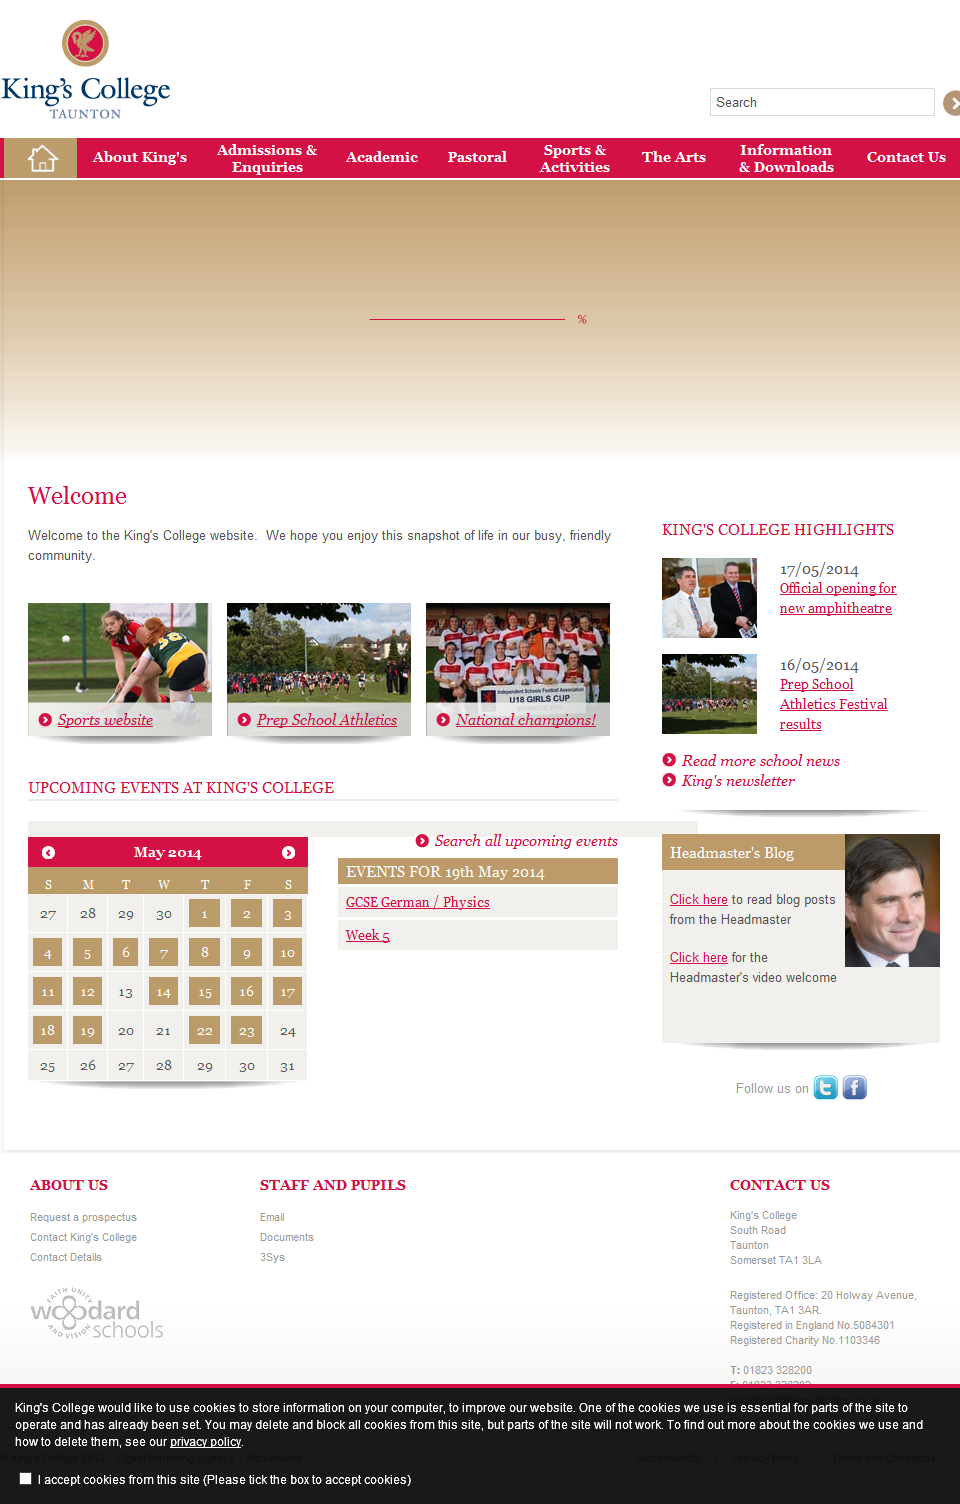 King's College
TAUNTON
Search
About King's
Admissions &
Enquiries
Academic
Pastoral
Sports &
Activities
The Arts
Information
& Downloads
Contact Us
%
Welcome
Welcome to the King's College website.  We hope you enjoy this snapshot of life in our busy, friendly
community.
Sports website
Prep School Athletics
Independent Schools Football Association
U18 GIRLS CUP
National champions!
KING'S COLLEGE HIGHLIGHTS
17/05/2014
Official opening for
new amphitheatre
16/05/2014
Prep School
Athletics Festival
results
Read more school news
King's newsletter
UPCOMING EVENTS AT KING'S COLLEGE
May 2014
S M T W T F S
27 28 29 30 1 2 3
4 5 6 7 8 9 10
11 12 13 14 15 16 17
18 19 20 21 22 23 24
25 26 27 28 29 30 31
Search all upcoming events
EVENTS FOR 19th May 2014
GCSE German / Physics
Week 5
Headmaster's Blog
Click here to read blog posts
from the Headmaster
Click here for the
Headmaster's video welcome
Follow us on
ABOUT US
Request a prospectus
Contact King's College
Contact Details
FAITH UNITY
woodard
AND VISION schools
STAFF AND PUPILS
Email
Documents
3Sys
CONTACT US
King's College
South Road
Taunton
Somerset TA1 3LA
Registered Office: 20 Holway Avenue,
Taunton, TA1 3AR.
Registered in England No.5084301
Registered Charity No.1103346
T: 01823 328200
King's College would like to use cookies to store information on your computer, to improve our website. One of the cookies we use is essential for parts of the site to
operate and has already been set. You may delete and block all cookies from this site, but parts of the site will not work. To find out more about the cookies we use and
how to delete them, see our privacy policy.
Accessibility | Privacy Policy | Terms and Conditions
I accept cookies from this site (Please tick the box to accept cookies)